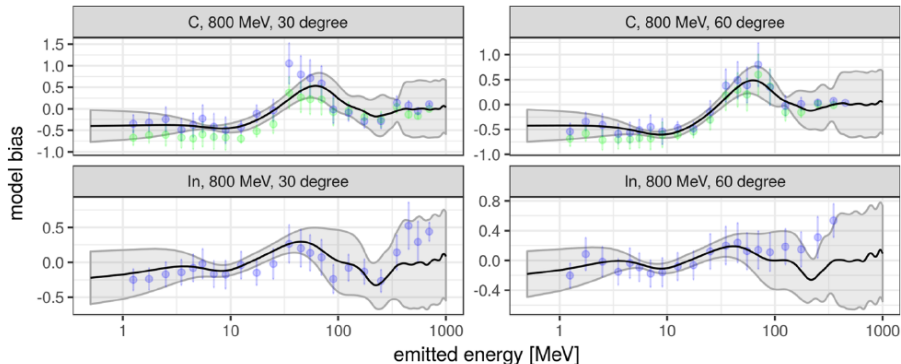 C, 800 MeV, 30 degree
C, 800 MeV, 60 degree
1.5
1.0
0.5
0.0
-0.5
-1.0
1.0
0.5
0.0
-0.5
-1.0
model bias
In, 800 MeV, 30 degree
In, 800 MeV, 60 degree
0.5
0.0
-0.5
0.8
0.4
0.0
-0.4
1 10 100 1000
1 10 100 1000
emitted energy [MeV]